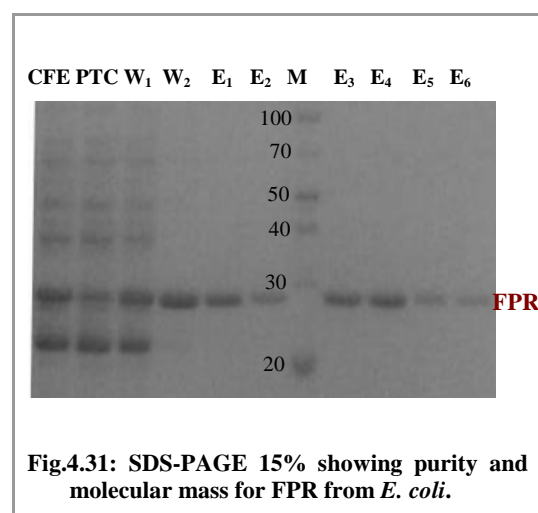 CFE PTC W₁ W₂ E₁ E₂ M E₃ E₄ E₅ E₆
100
70
50
40
30
FPR
20
Fig.4.31: SDS-PAGE 15% showing purity and
molecular mass for FPR from E. coli.